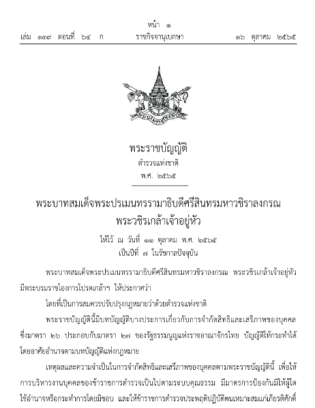 หน้า ๑
เล่ม ๑๓๙ ตอนที่ ๖๔ ก ราชกิจจานุเบกษา ๑๖ ตุลาคม ๒๕๖๕
พระราชบัญญัติ
ตำรวจแห่งชาติ
พ.ศ. ๒๕๖๕
พระบาทสมเด็จพระปรเมนทรรามาธิบดีศรีสินทรมหาวชิราลงกรณ
พระวชิรเกล้าเจ้าอยู่หัว
ให้ไว้ ณ วันที่ ๑๑ ตุลาคม พ.ศ. ๒๕๖๕
เป็นปีที่ ๗ ในรัชกาลปัจจุบัน
พระบาทสมเด็จพระปรเมนทรรามาธิบดีศรีสินทรมหาวชิราลงกรณ พระวชิรเกล้าเจ้าอยู่หัว
มีพระบรมราชโองการโปรดเกล้าฯ ให้ประกาศว่า
โดยที่เป็นการสมควรปรับปรุงกฎหมายว่าด้วยตำรวจแห่งชาติ
พระราชบัญญัตินี้มีบทบัญญัติบางประการเกี่ยวกับการจำกัดสิทธิและเสรีภาพของบุคคล
ซึ่งมาตรา ๒๖ ประกอบกับมาตรา ๒๗ ของรัฐธรรมนูญแห่งราชอาณาจักรไทย บัญญัติให้กระทำได้
โดยอาศัยอำนาจตามบทบัญญัติแห่งกฎหมาย
เหตุผลและความจำเป็นในการจำกัดสิทธิและเสรีภาพของบุคคลตามพระราชบัญญัตินี้ เพื่อให้
การบริหารงานบุคคลของข้าราชการตำรวจเป็นไปตามระบบคุณธรรม มีมาตรการป้องกันมิให้ผู้ใด
ใช้อำนาจหรือกระทำการโดยมิชอบ และให้ข้าราชการตำรวจประพฤติปฏิบัติตนเหมาะสมแก่เกียรติศักดิ์